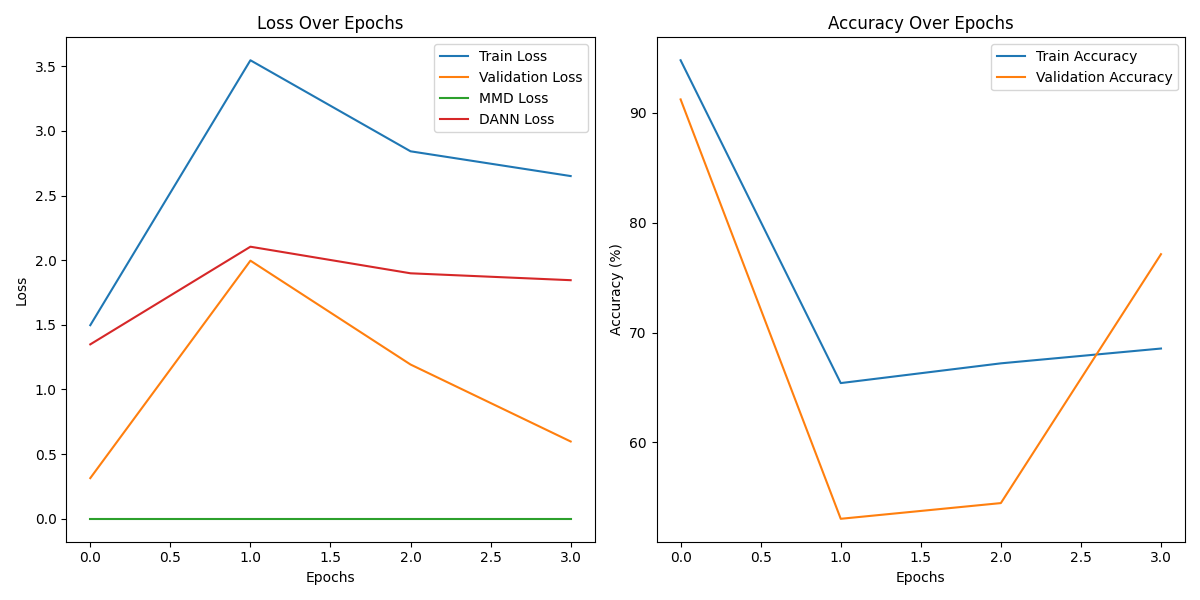 Loss Over Epochs
Train Loss
Validation Loss
MMD Loss
DANN Loss
3.5
3.0
2.5
2.0
1.5
1.0
0.5
0.0
Loss
0.0 0.5 1.0 1.5 2.0 2.5 3.0
Epochs
Accuracy Over Epochs
Train Accuracy
Validation Accuracy
90
80
70
60
Accuracy (%)
0.0 0.5 1.0 1.5 2.0 2.5 3.0
Epochs